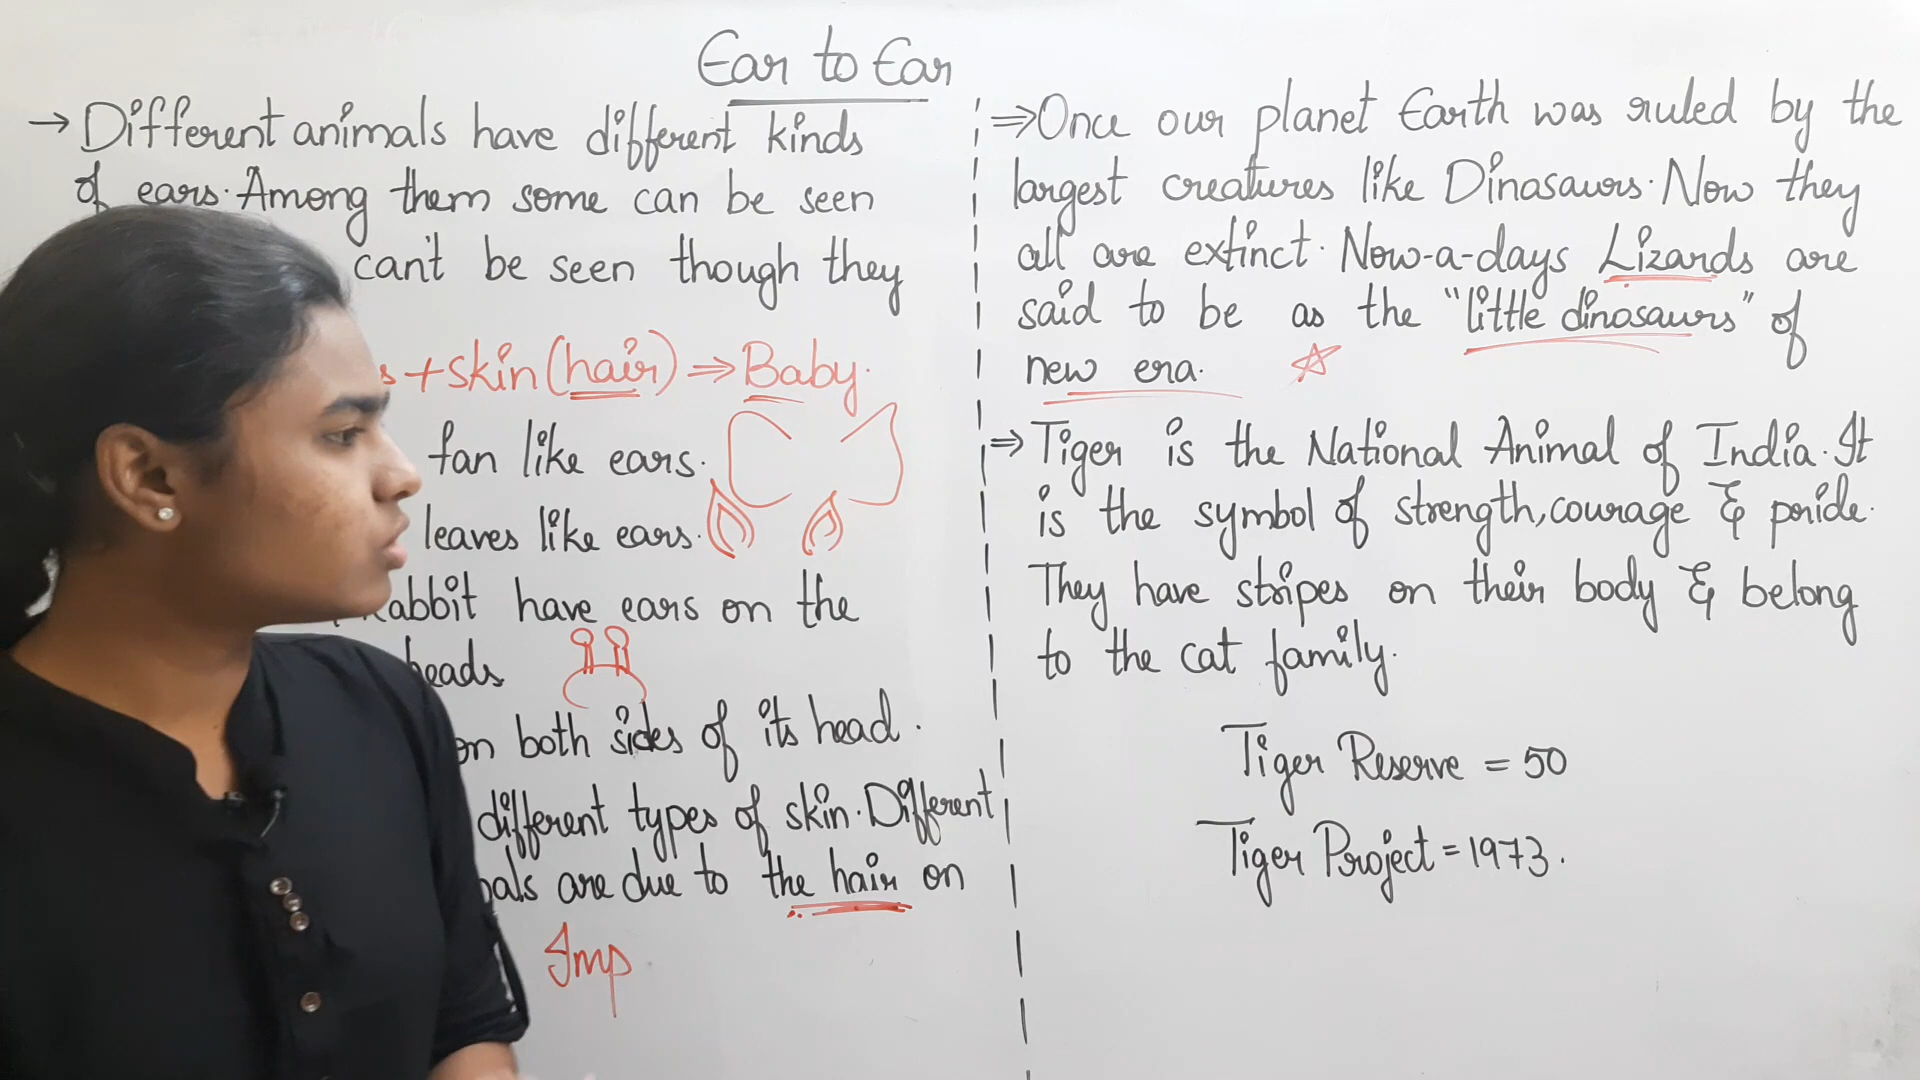 Ear to Ear
→ Different animals have different kinds
of ears. Among them some can be seen
can't be seen though they
s + skin (hair) ⇒ Baby.
fan like ears.
leaves like ears.
abbit have ears on the
heads
on both sides of its head.
different types of skin. Different
als are due to the hair on
Imp
⇒ Once our planet Earth was ruled by the
largest creatures like Dinasaurs. Now they
all are extinct. Now-a-days Lizards are
said to be as the "little dinosaurs" of
new era.
⇒ Tiger is the National Animal of India. It
is the symbol of strength, courage & pride.
They have stripes on their body & belong
to the cat family.
Tiger Reserve = 50
Tiger Project = 1973.